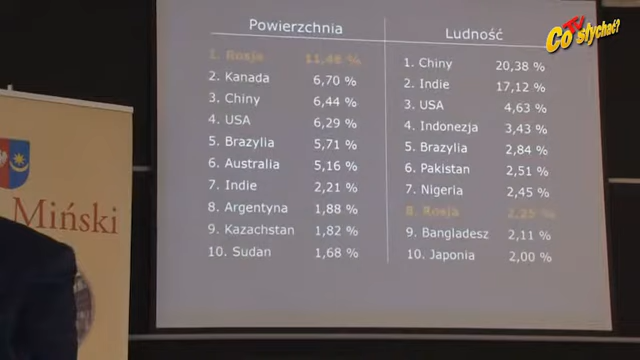 TV
Co słychać?
Powierzchnia
1. Rosja 11,48 %
2. Kanada 6,70 %
3. Chiny 6,44 %
4. USA 6,29 %
5. Brazylia 5,71 %
6. Australia 5,16 %
7. Indie 2,21 %
8. Argentyna 1,88 %
9. Kazachstan 1,82 %
10. Sudan 1,68 %
Ludność
1. Chiny 20,38 %
2. Indie 17,12 %
3. USA 4,63 %
4. Indonezja 3,43 %
5. Brazylia 2,84 %
6. Pakistan 2,51 %
7. Nigeria 2,45 %
8. Rosja 2,25 %
9. Bangladesz 2,11 %
10. Japonia 2,00 %
Miński